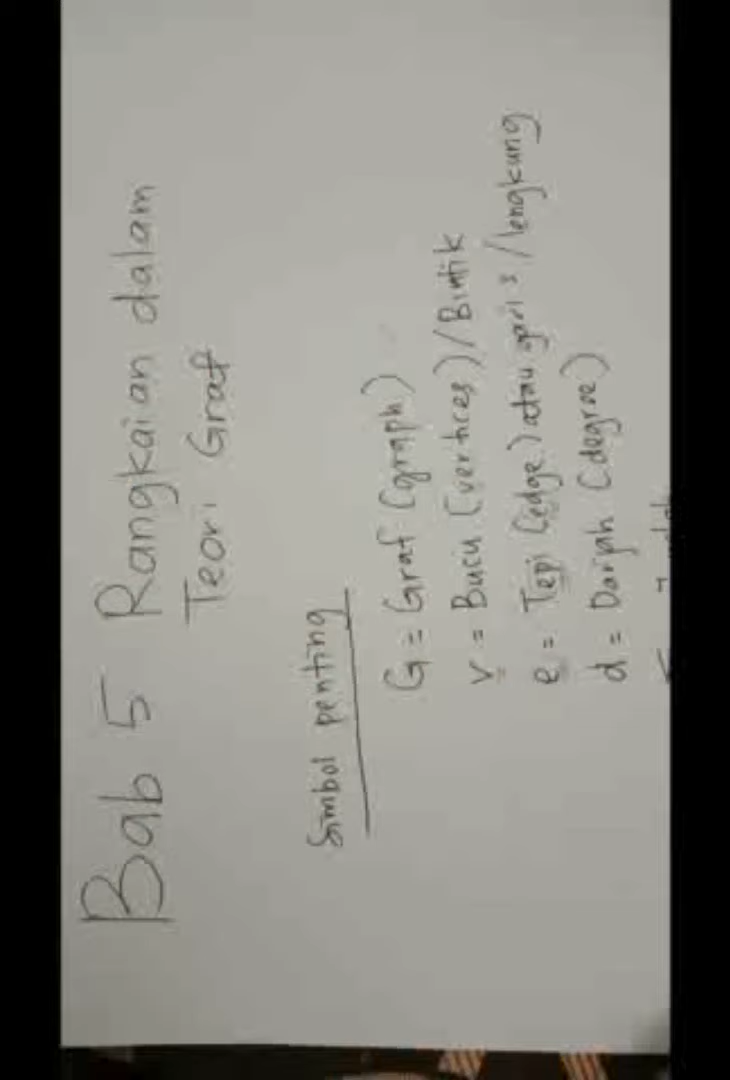 Bab 5 Rangkaian dalam
Teori Graf
Simbol penting
G = Graf (graph)
V = Bucu (vertices) / Bintik
e = Tepi (edge) atau garis / lengkung
d = Darjah (degree)